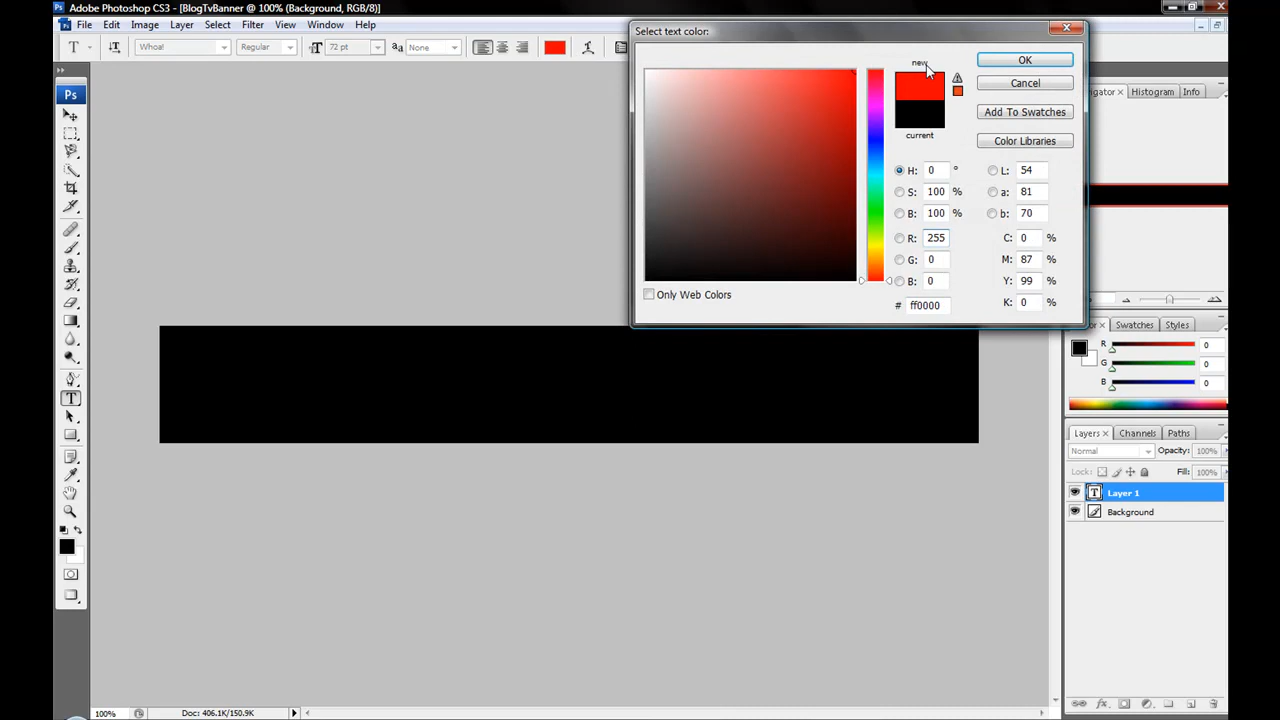 Adobe Photoshop CS3 - [BlogTvBanner @ 100% (Background, RGB/8)]
File Edit Image Layer Select Filter View Window Help
T Whoa! Regular T 72 pt aa None
Select text color:
new
current
OK
Cancel
Add To Swatches
Color Libraries
H: 0 ° L: 54
S: 100 % a: 81
B: 100 % b: 70
R: 255 C: 0 %
G: 0 M: 87 %
B: 0 Y: 99 %
# ff0000 K: 0 %
Only Web Colors
Histogram Info
Ps
T
Swatches Styles
R 0
G 0
B 0
Layers x Channels Paths
Normal Opacity: 100%
Lock: Fill: 100%
T Layer 1
Background
100% Doc: 406.1K/150.9K